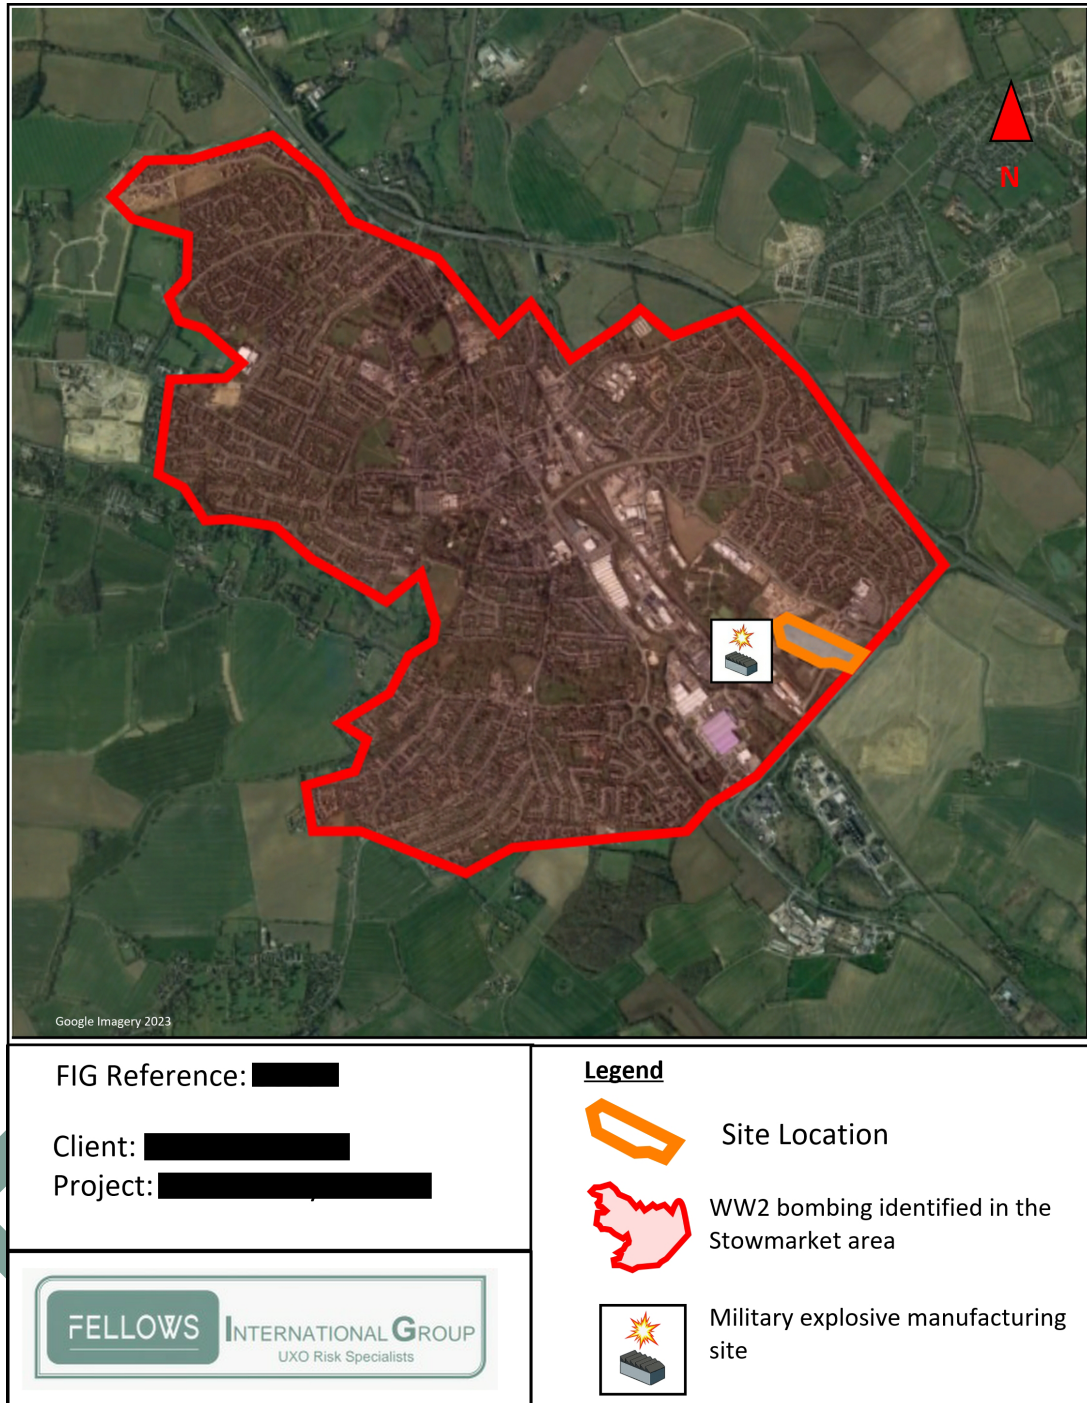 N
Google Imagery 2023
FIG Reference:
Client:
Project:
Legend
Site Location
WW2 bombing identified in the
Stowmarket area
Military explosive manufacturing
site
FELLOWS
INTERNATIONAL GROUP
UXO Risk Specialists